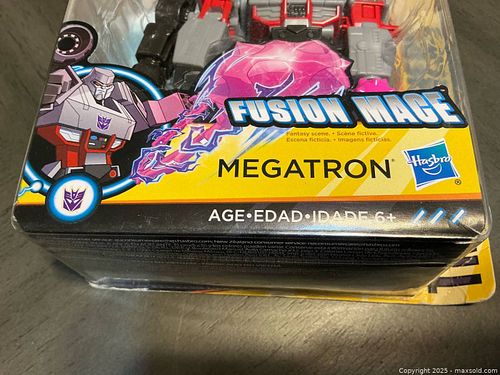 FUSION MACE
Fantasy scene. • Scène fictive.
Escena ficticia. • Imagens fictícias.
MEGATRON
Hasbro
®
AGE•EDAD•IDADE 6+
Copyright 2025 - maxsold.com